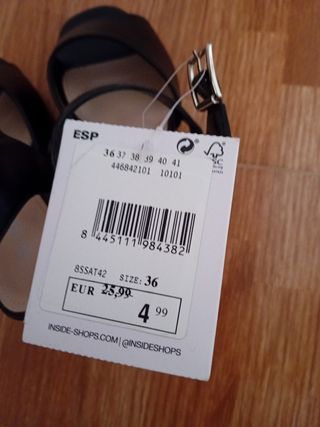 ESP
36 37 38 39 40 41
446842101 10101
8 445111 984382
8SSAT42 SIZE: 36
EUR 25,99
4,99
INSIDE-SHOPS.COM | @INSIDESHOPS